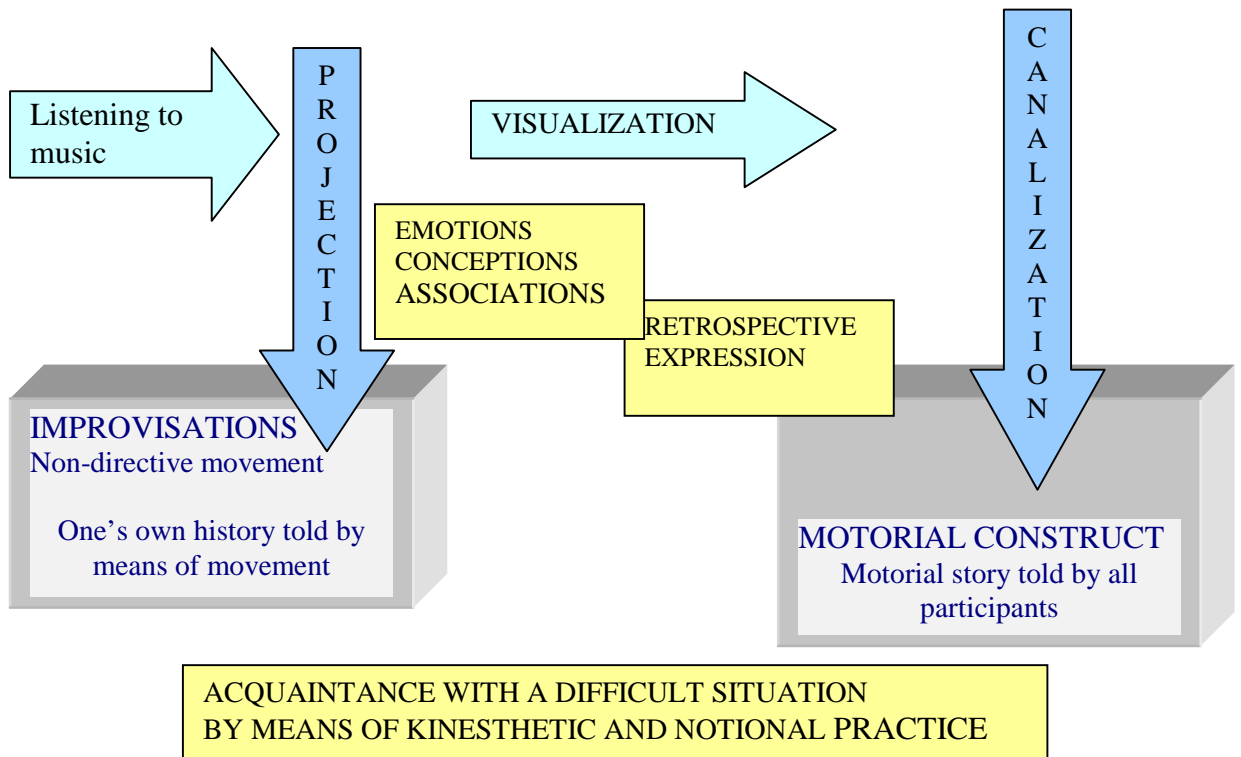 Listening to
music
PROJECTION
VISUALIZATION
CANALIZATION
EMOTIONS
CONCEPTIONS
ASSOCIATIONS
RETROSPECTIVE
EXPRESSION
IMPROVISATIONS
Non-directive movement
One's own history told by
means of movement
MOTORIAL CONSTRUCT
Motorial story told by all
participants
ACQUAINTANCE WITH A DIFFICULT SITUATION
BY MEANS OF KINESTHETIC AND NOTIONAL PRACTICE